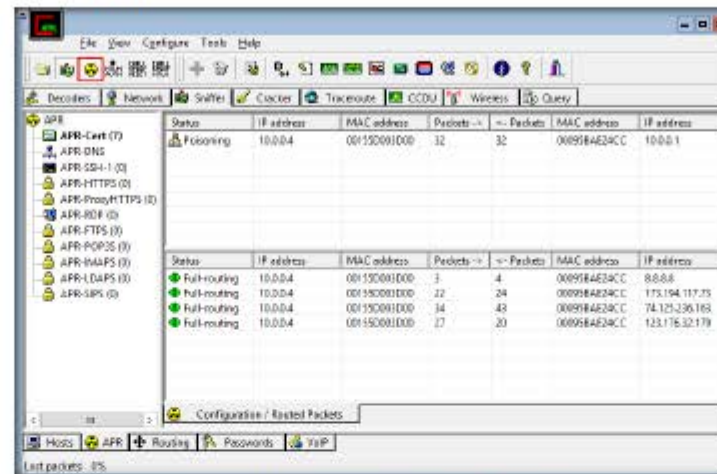 File View Configure Tools Help
Decoders Network Sniffer Cracker Traceroute CCDU Wireless Query
APR
APR-Cert (7)
APR-DNS
APR-SSH-1 (0)
APR-HTTPS (0)
APR-ProxyHTTPS (0)
APR-RDP (0)
APR-FTPS (0)
APR-POP3S (0)
APR-IMAPS (0)
APR-LDAPS (0)
APR-SIPS (0)
Status IP address MAC address Packets -> <- Packets MAC address IP address
Poisoning 10.0.0.4 00155D003D00 32 32 00095BAE24CC 10.0.0.1
Status IP address MAC address Packets -> <- Packets MAC address IP address
Full-routing 10.0.0.4 00155D003D00 3 4 00095BAE24CC 8.8.8.8
Full-routing 10.0.0.4 00155D003D00 22 24 00095BAE24CC 173.194.117.75
Full-routing 10.0.0.4 00155D003D00 34 43 00095BAE24CC 74.125.236.163
Full-routing 10.0.0.4 00155D003D00 27 20 00095BAE24CC 123.176.32.179
Configuration / Routed Packets
Hosts APR Routing Passwords VoIP
Lost packets: 0%